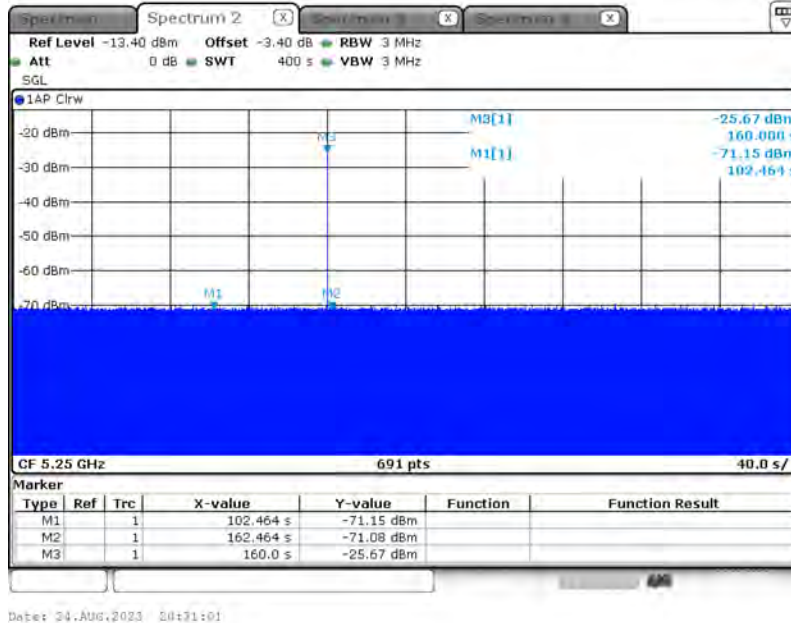 Spectrum Spectrum 2 X Spectrum 3 X Spectrum 4 X
Ref Level -13.40 dBm Offset -3.40 dB RBW 3 MHz
Att 0 dB SWT 400 s VBW 3 MHz
SGL
1AP Clrw
M3[1] -25.67 dBm
160.000 s
M1[1] -71.15 dBm
102.464 s
-20 dBm
M3
-30 dBm
-40 dBm
-50 dBm
-60 dBm
M1 M2
-70 dBm
CF 5.25 GHz 691 pts 40.0 s/
Marker
Type Ref Trc X-value Y-value Function Function Result
M1 1 102.464 s -71.15 dBm
M2 1 162.464 s -71.08 dBm
M3 1 160.0 s -25.67 dBm
Date: 24.AUG.2023 20:31:01